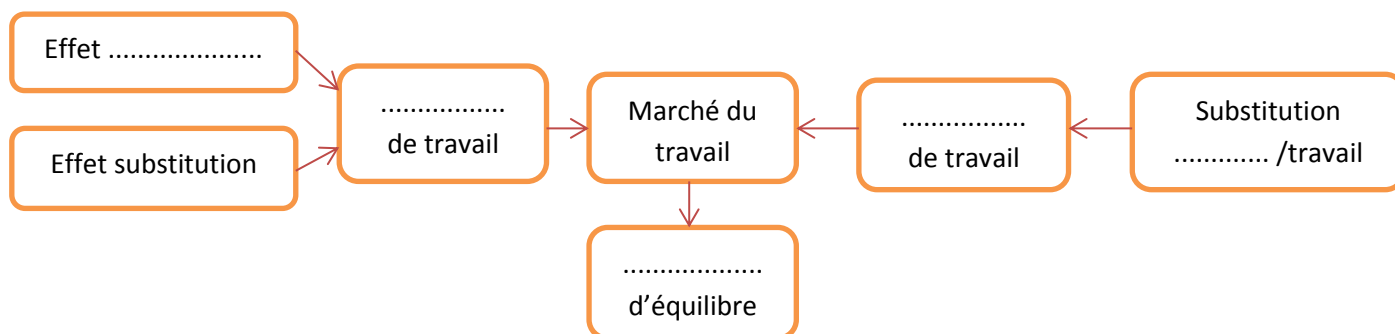 Effet .....................
Effet substitution
.................
de travail
Marché du
travail
.................
de travail
Substitution
............. /travail
...................
d'équilibre